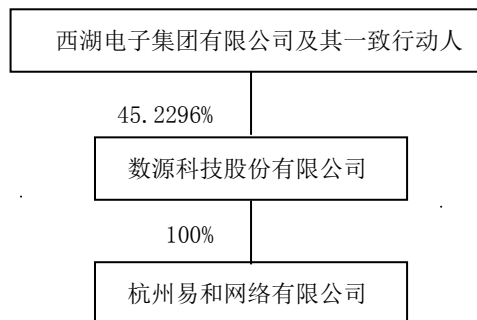 西湖电子集团有限公司及其一致行动人
45.2296%
数源科技股份有限公司
100%
杭州易和网络有限公司